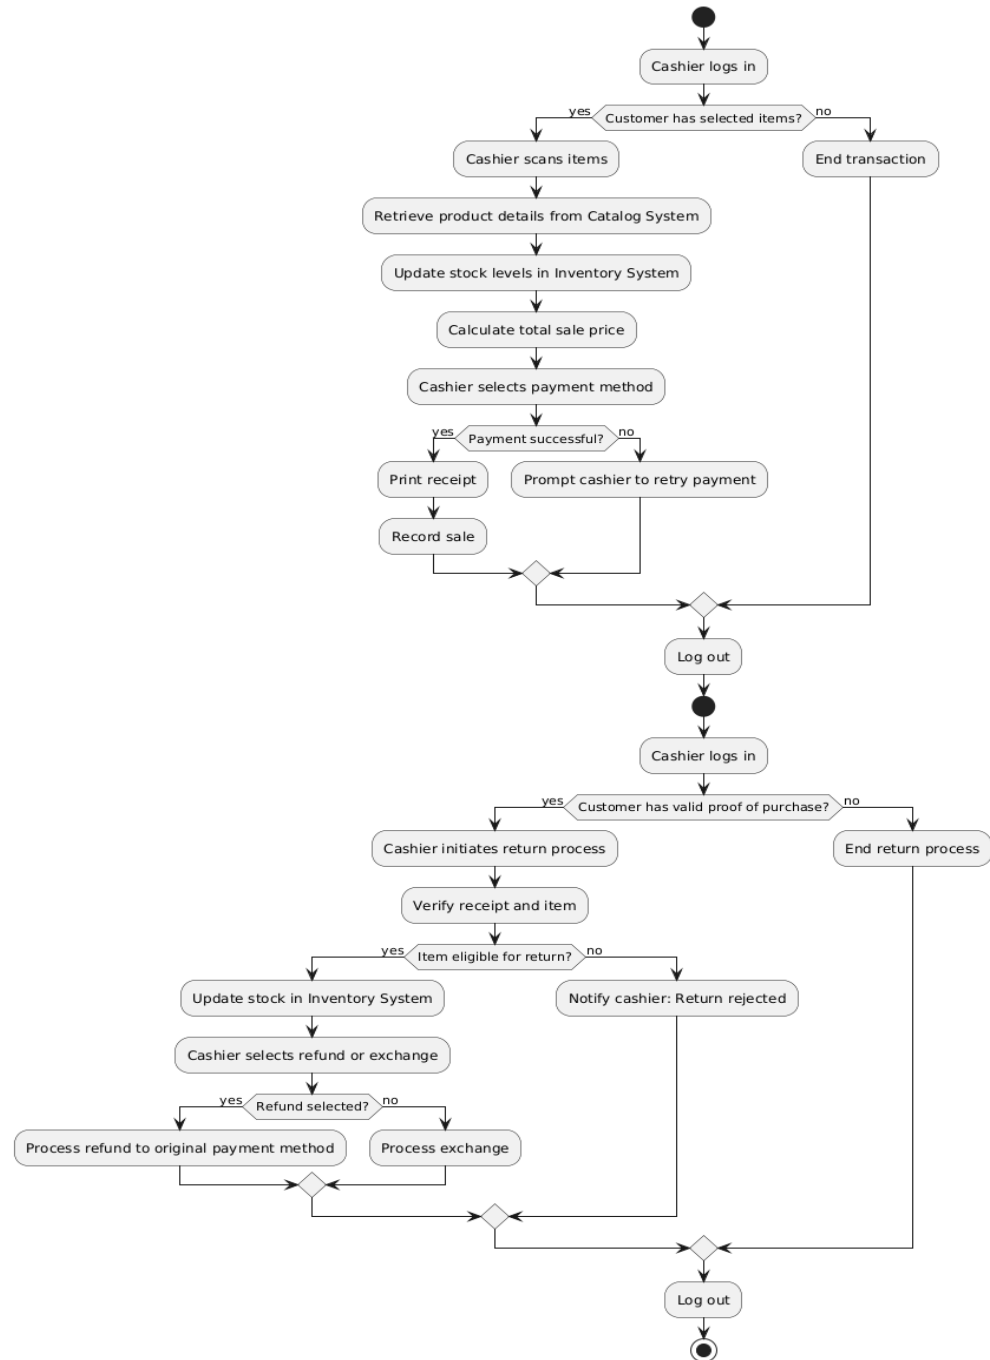 Cashier logs in
yes
Customer has selected items?
no
Cashier scans items
End transaction
Retrieve product details from Catalog System
Update stock levels in Inventory System
Calculate total sale price
Cashier selects payment method
yes
Payment successful?
no
Print receipt
Prompt cashier to retry payment
Record sale
Log out
Cashier logs in
yes
Customer has valid proof of purchase?
no
Cashier initiates return process
End return process
Verify receipt and item
yes
Item eligible for return?
no
Update stock in Inventory System
Notify cashier: Return rejected
Cashier selects refund or exchange
yes
Refund selected?
no
Process refund to original payment method
Process exchange
Log out